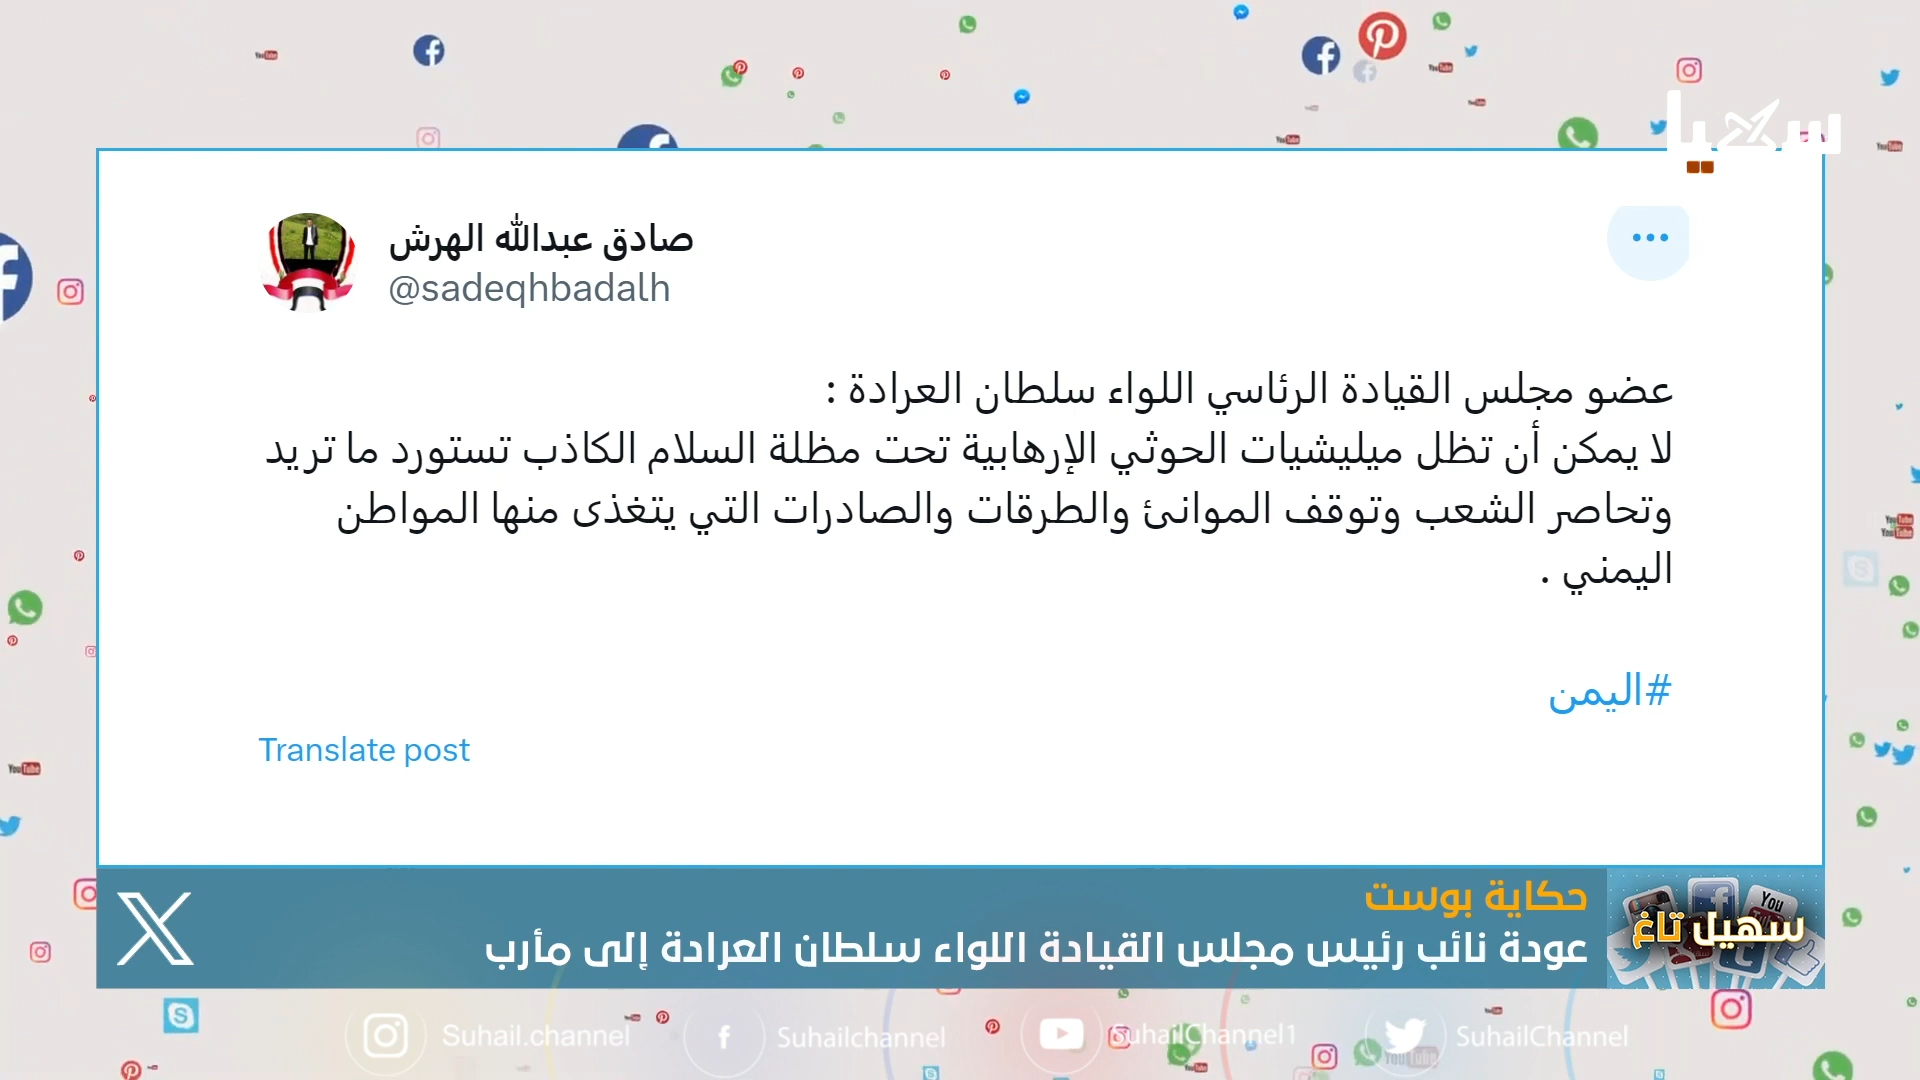 سهيل
صادق عبدالله الهرش
@sadeqhbadalh
عضو مجلس القيادة الرئاسي اللواء سلطان العرادة :
لا يمكن أن تظل ميليشيات الحوثي الإرهابية تحت مظلة السلام الكاذب تستورد ما تريد
وتحاصر الشعب وتوقف الموانئ والطرقات والصادرات التي يتغذى منها المواطن
اليمني .
#اليمن
Translate post
حكاية بوست
عودة نائب رئيس مجلس القيادة اللواء سلطان العرادة إلى مأرب
سهيل تاغ
Suhail.channel
Suhailchannel
SuhailChannel1
SuhailChannel